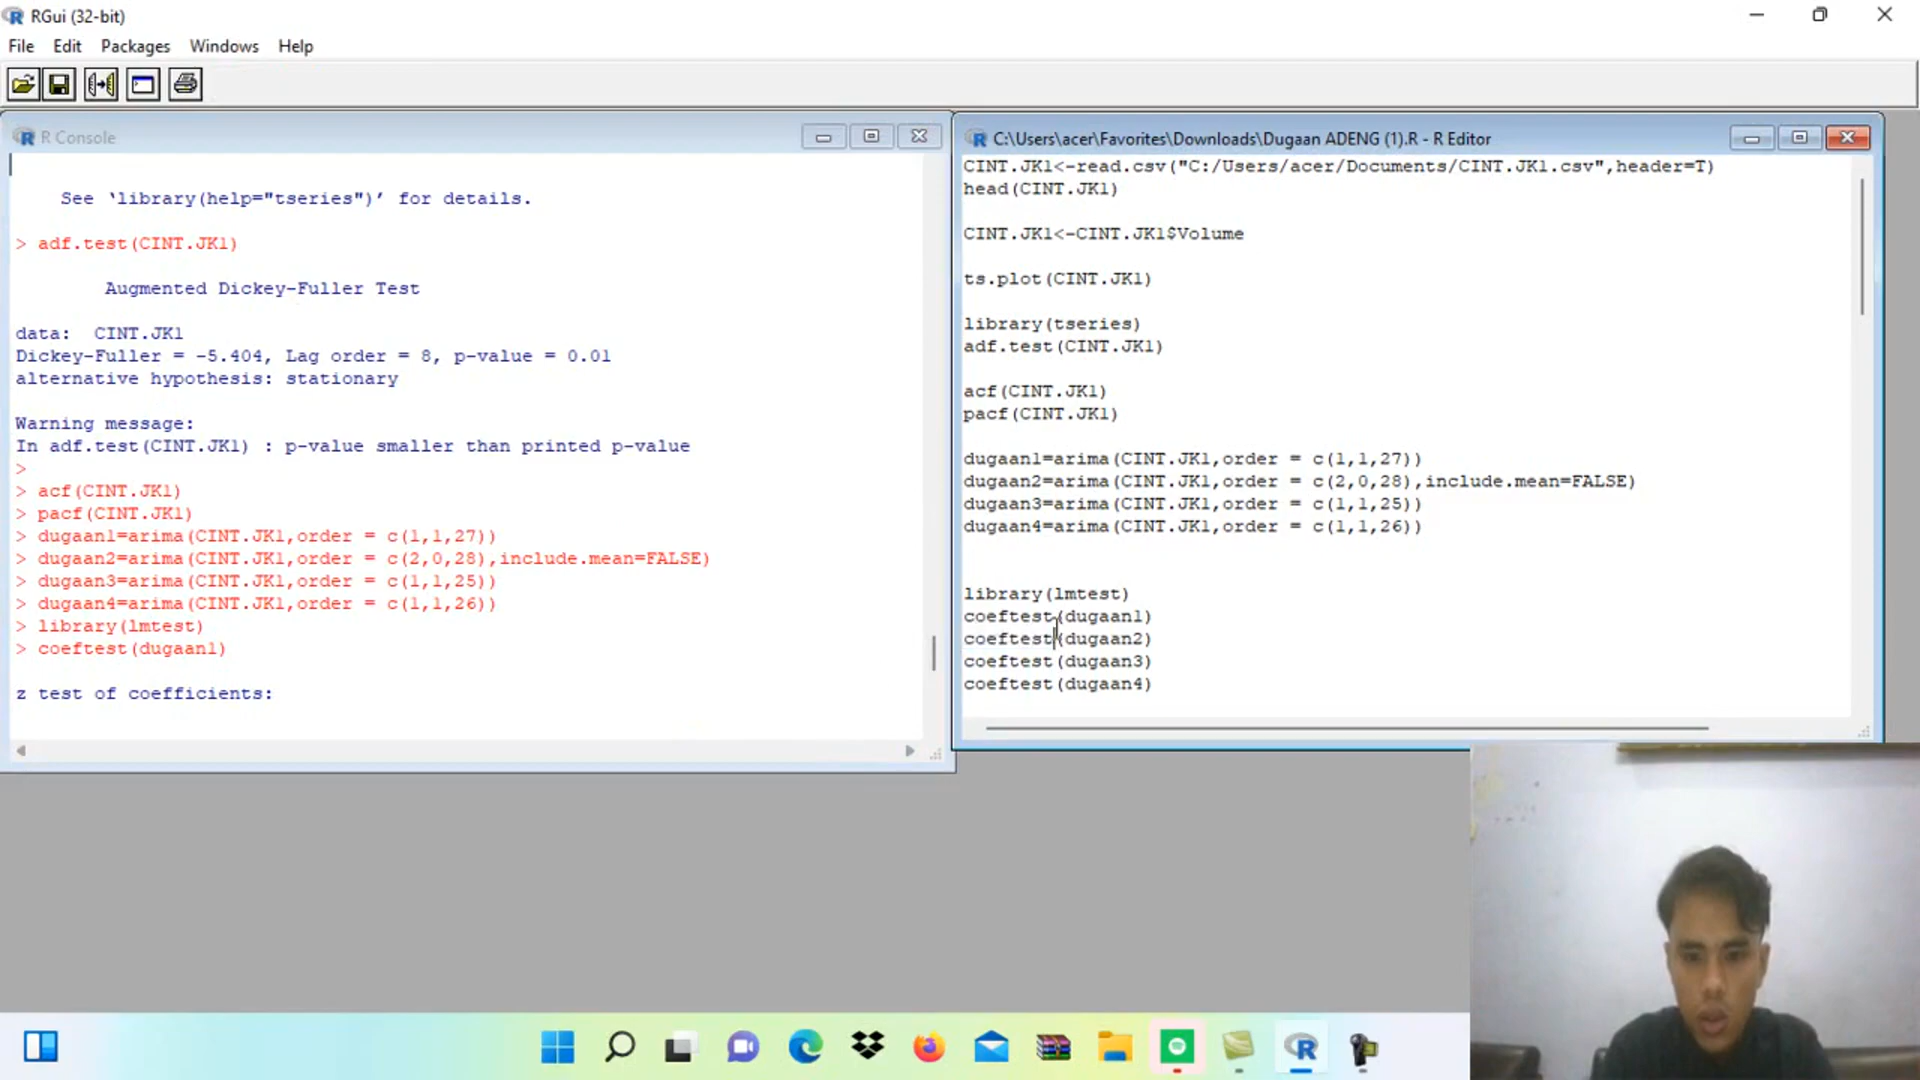 RGui (32-bit)
File Edit Packages Windows Help
R Console
See ‘library(help="tseries")’ for details.
> adf.test(CINT.JK1)
Augmented Dickey-Fuller Test
data: CINT.JK1
Dickey-Fuller = -5.404, Lag order = 8, p-value = 0.01
alternative hypothesis: stationary
Warning message:
In adf.test(CINT.JK1) : p-value smaller than printed p-value
>
> acf(CINT.JK1)
> pacf(CINT.JK1)
> dugaan1=arima(CINT.JK1,order = c(1,1,27))
> dugaan2=arima(CINT.JK1,order = c(2,0,28),include.mean=FALSE)
> dugaan3=arima(CINT.JK1,order = c(1,1,25))
> dugaan4=arima(CINT.JK1,order = c(1,1,26))
> library(lmtest)
> coeftest(dugaan1)
z test of coefficients:
C:\Users\acer\Favorites\Downloads\Dugaan ADENG (1).R - R Editor
CINT.JK1<-read.csv("C:/Users/acer/Documents/CINT.JK1.csv",header=T)
head(CINT.JK1)
CINT.JK1<-CINT.JK1$Volume
ts.plot(CINT.JK1)
library(tseries)
adf.test(CINT.JK1)
acf(CINT.JK1)
pacf(CINT.JK1)
dugaan1=arima(CINT.JK1,order = c(1,1,27))
dugaan2=arima(CINT.JK1,order = c(2,0,28),include.mean=FALSE)
dugaan3=arima(CINT.JK1,order = c(1,1,25))
dugaan4=arima(CINT.JK1,order = c(1,1,26))
library(lmtest)
coeftest(dugaan1)
coeftest(dugaan2)
coeftest(dugaan3)
coeftest(dugaan4)